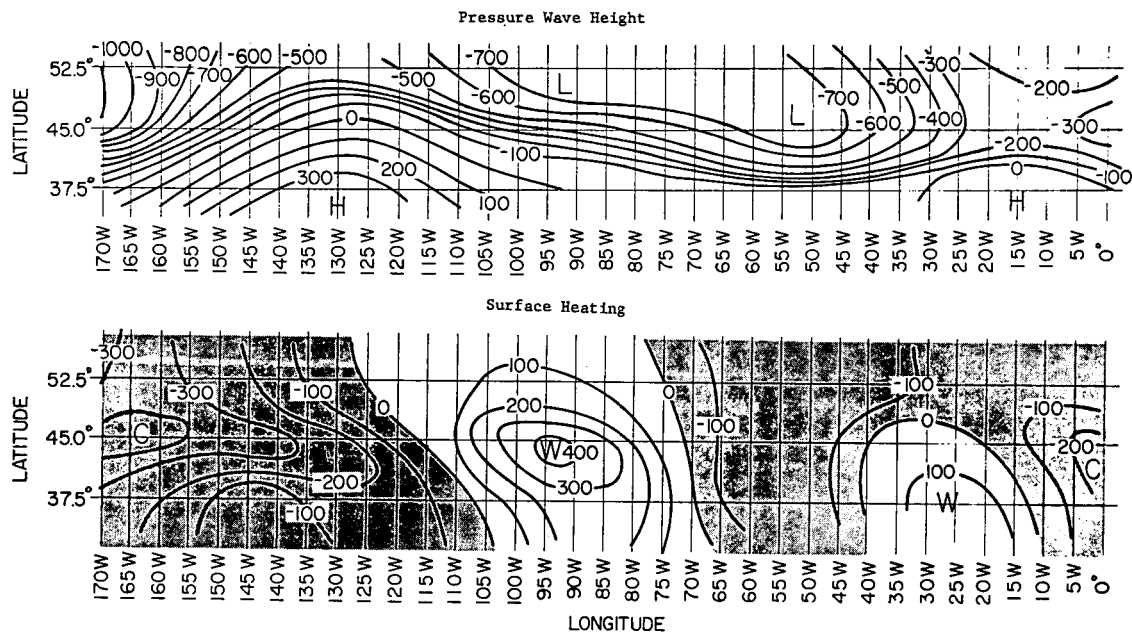 Pressure Wave Height
-1000 -800 -600 -500
-900 -700
-700
-500
-600
L
-300
-500
-200
L
-700
-600
-400
-300
-200
0
-100
0
-100
200
300
100
H
H
52.5°
45.0°
37.5°
LATITUDE
170W 165W 160W 155W 150W 145W 140W 135W 130W 125W 120W 115W 110W 105W 100W 95W 90W 85W 80W 75W 70W 65W 60W 55W 50W 45W 40W 35W 30W 25W 20W 15W 10W 5W 0°
Surface Heating
-300
100
52.5°
-300
-100
0
200
0
-100
-100
0
-100
C
45.0°
W 400
-100
200
-200
300
100
C
37.5°
-100
W
LATITUDE
170W 165W 160W 155W 150W 145W 140W 135W 130W 125W 120W 115W 110W 105W 100W 95W 90W 85W 80W 75W 70W 65W 60W 55W 50W 45W 40W 35W 30W 25W 20W 15W 10W 5W 0°
LONGITUDE